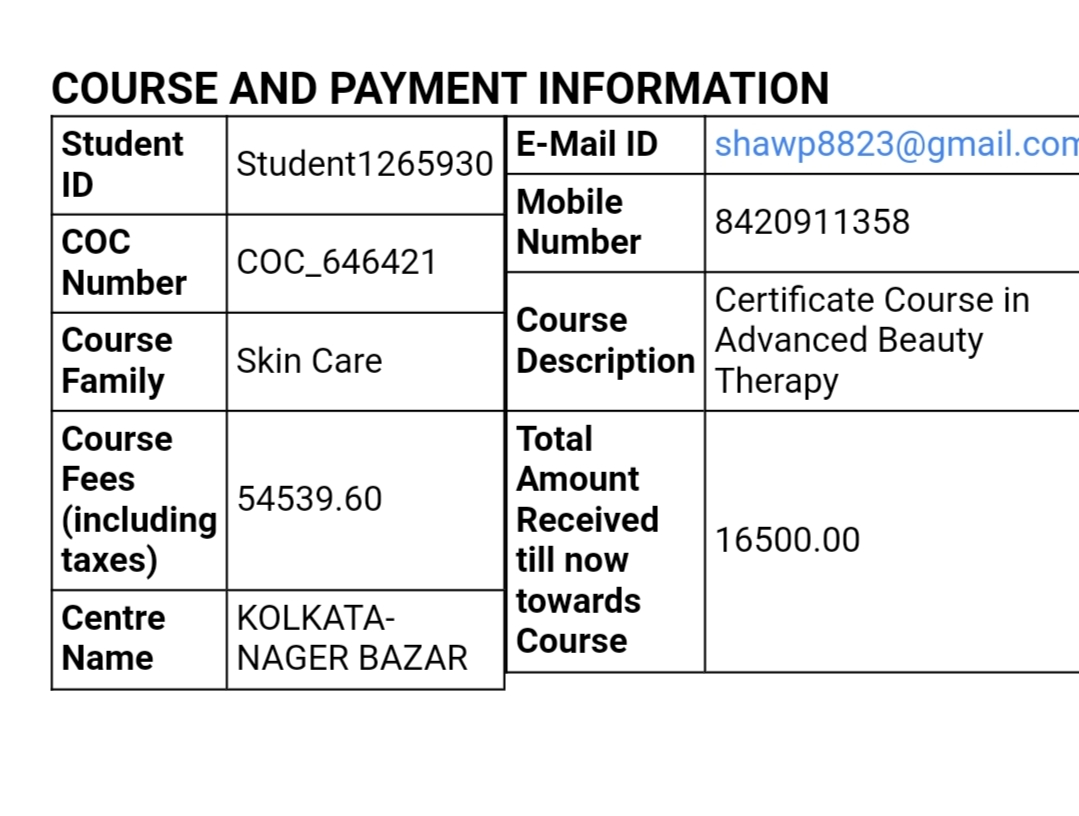 COURSE AND PAYMENT INFORMATION
Student
ID
Student1265930
COC
Number
COC_646421
Course
Family
Skin Care
Course
Fees
(including
taxes)
54539.60
Centre
Name
KOLKATA-
NAGER BAZAR
E-Mail ID
shawp8823@gmail.com
Mobile
Number
8420911358
Course
Description
Certificate Course in
Advanced Beauty
Therapy
Total
Amount
Received
till now
towards
Course
16500.00